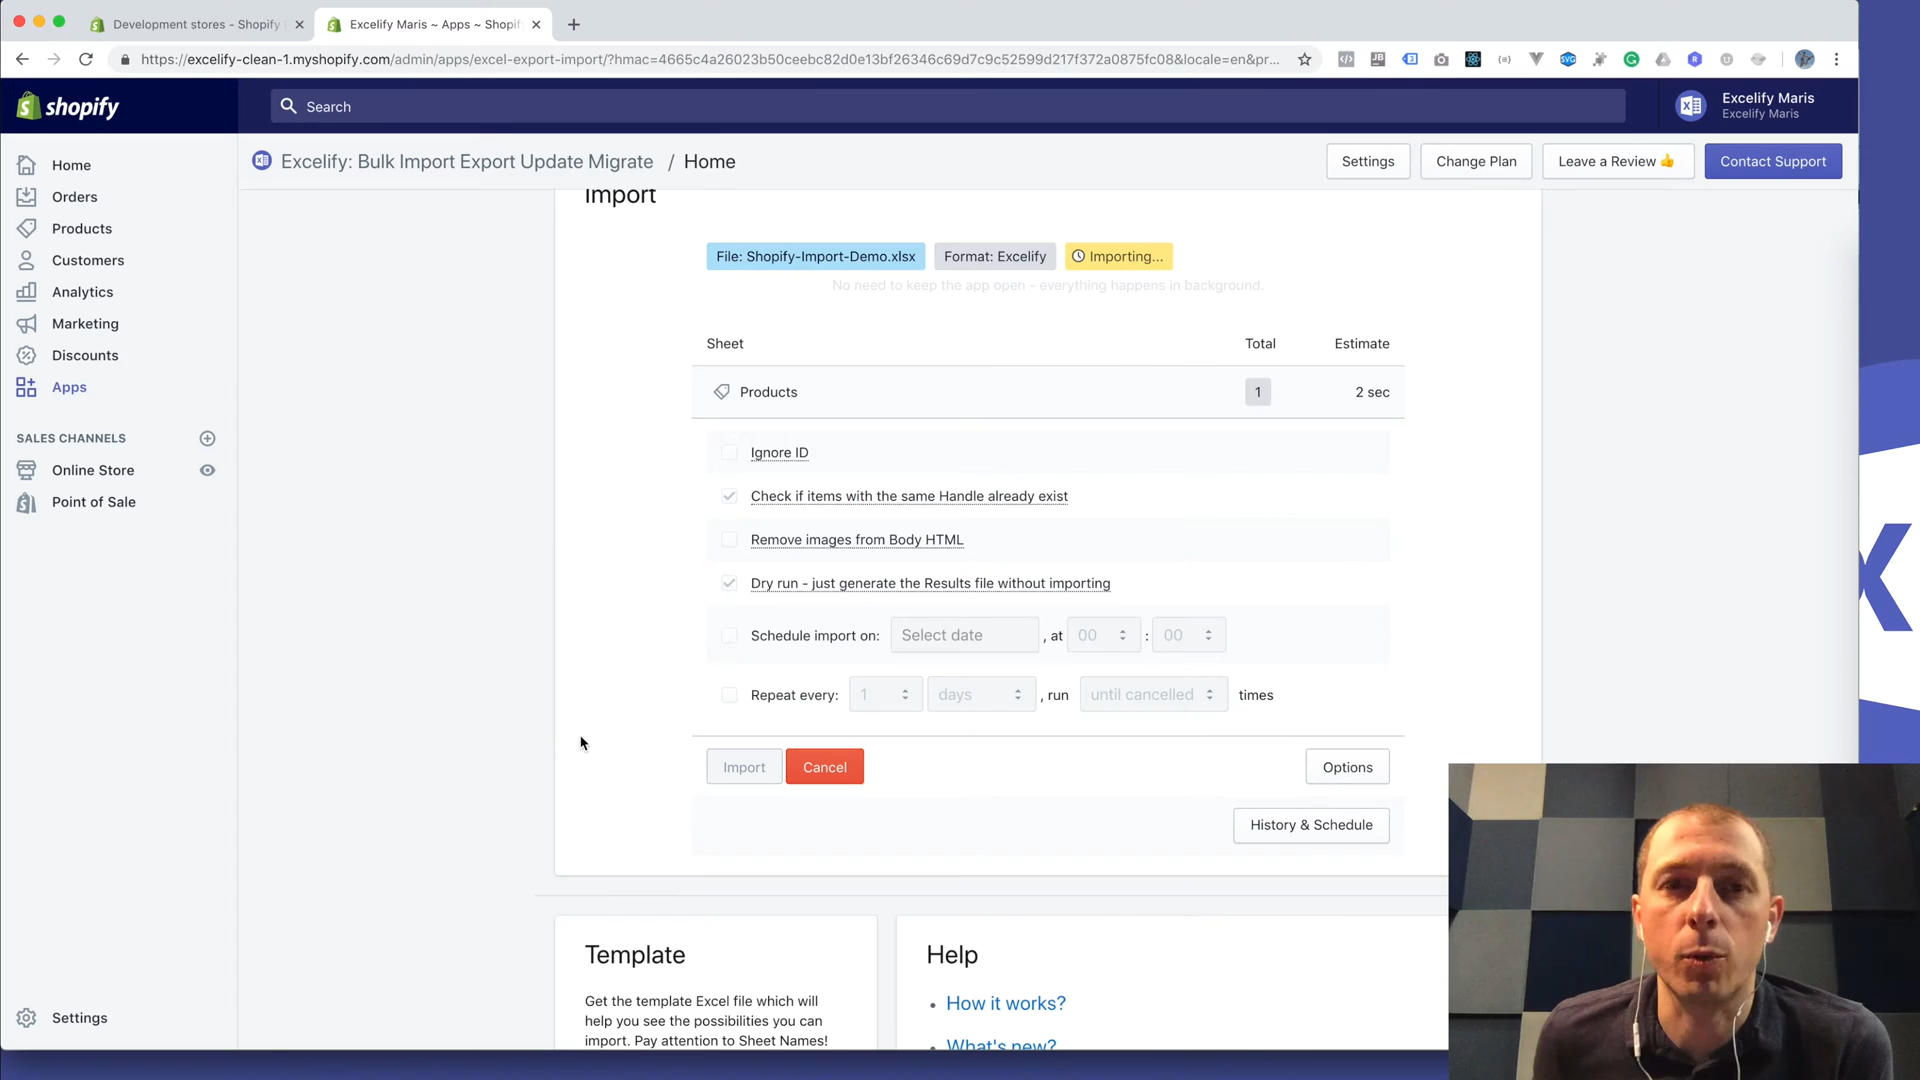 Development stores - Shopify
Excelify Maris ~ Apps ~ Shopif
https://excelify-clean-1.myshopify.com/admin/apps/excel-export-import/?hmac=4665c4a26023b50ceebc82d0e13bf26346c69d7c9c52599d217f372a0875fc08&locale=en&pr...
shopify
Search
Excelify Maris
Excelify Maris
Excelify: Bulk Import Export Update Migrate / Home
Settings
Change Plan
Leave a Review 👍
Contact Support
Home
Orders
Products
Customers
Analytics
Marketing
Discounts
Apps
SALES CHANNELS
Online Store
Point of Sale
Settings
Import
File: Shopify-Import-Demo.xlsx
Format: Excelify
Importing...
No need to keep the app open - everything happens in background.
Sheet Total Estimate
Products 1 2 sec
Ignore ID
Check if items with the same Handle already exist
Remove images from Body HTML
Dry run - just generate the Results file without importing
Schedule import on: Select date , at 00 : 00
Repeat every: 1 days , run until cancelled times
Import
Cancel
Options
History & Schedule
Template
Get the template Excel file which will
help you see the possibilities you can
import. Pay attention to Sheet Names!
Help
How it works?
What's new?
X